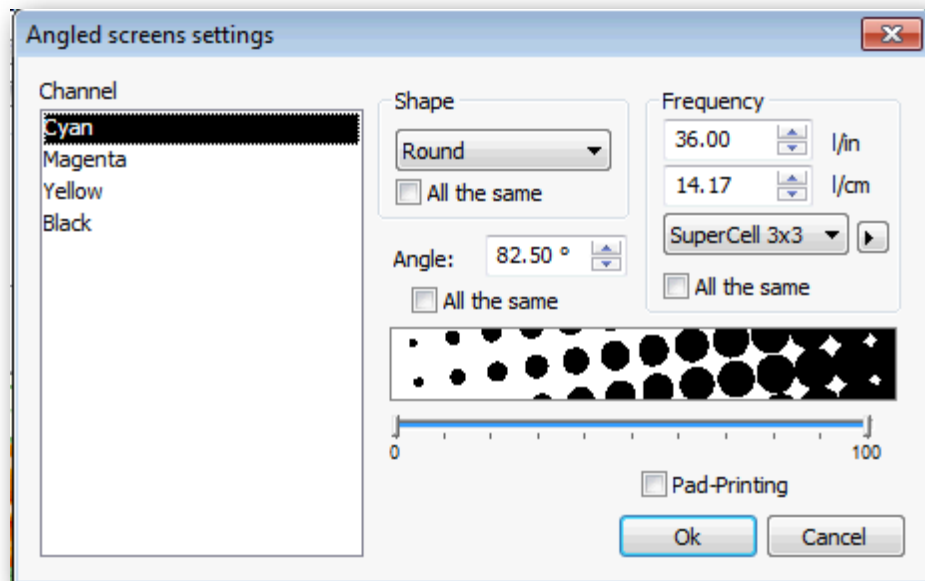 Angled screens settings
Channel
Cyan
Magenta
Yellow
Black
Shape
Round
All the same
Angle: 82.50 °
All the same
Frequency
36.00 l/in
14.17 l/cm
SuperCell 3x3
All the same
0 100
Pad-Printing
Ok Cancel